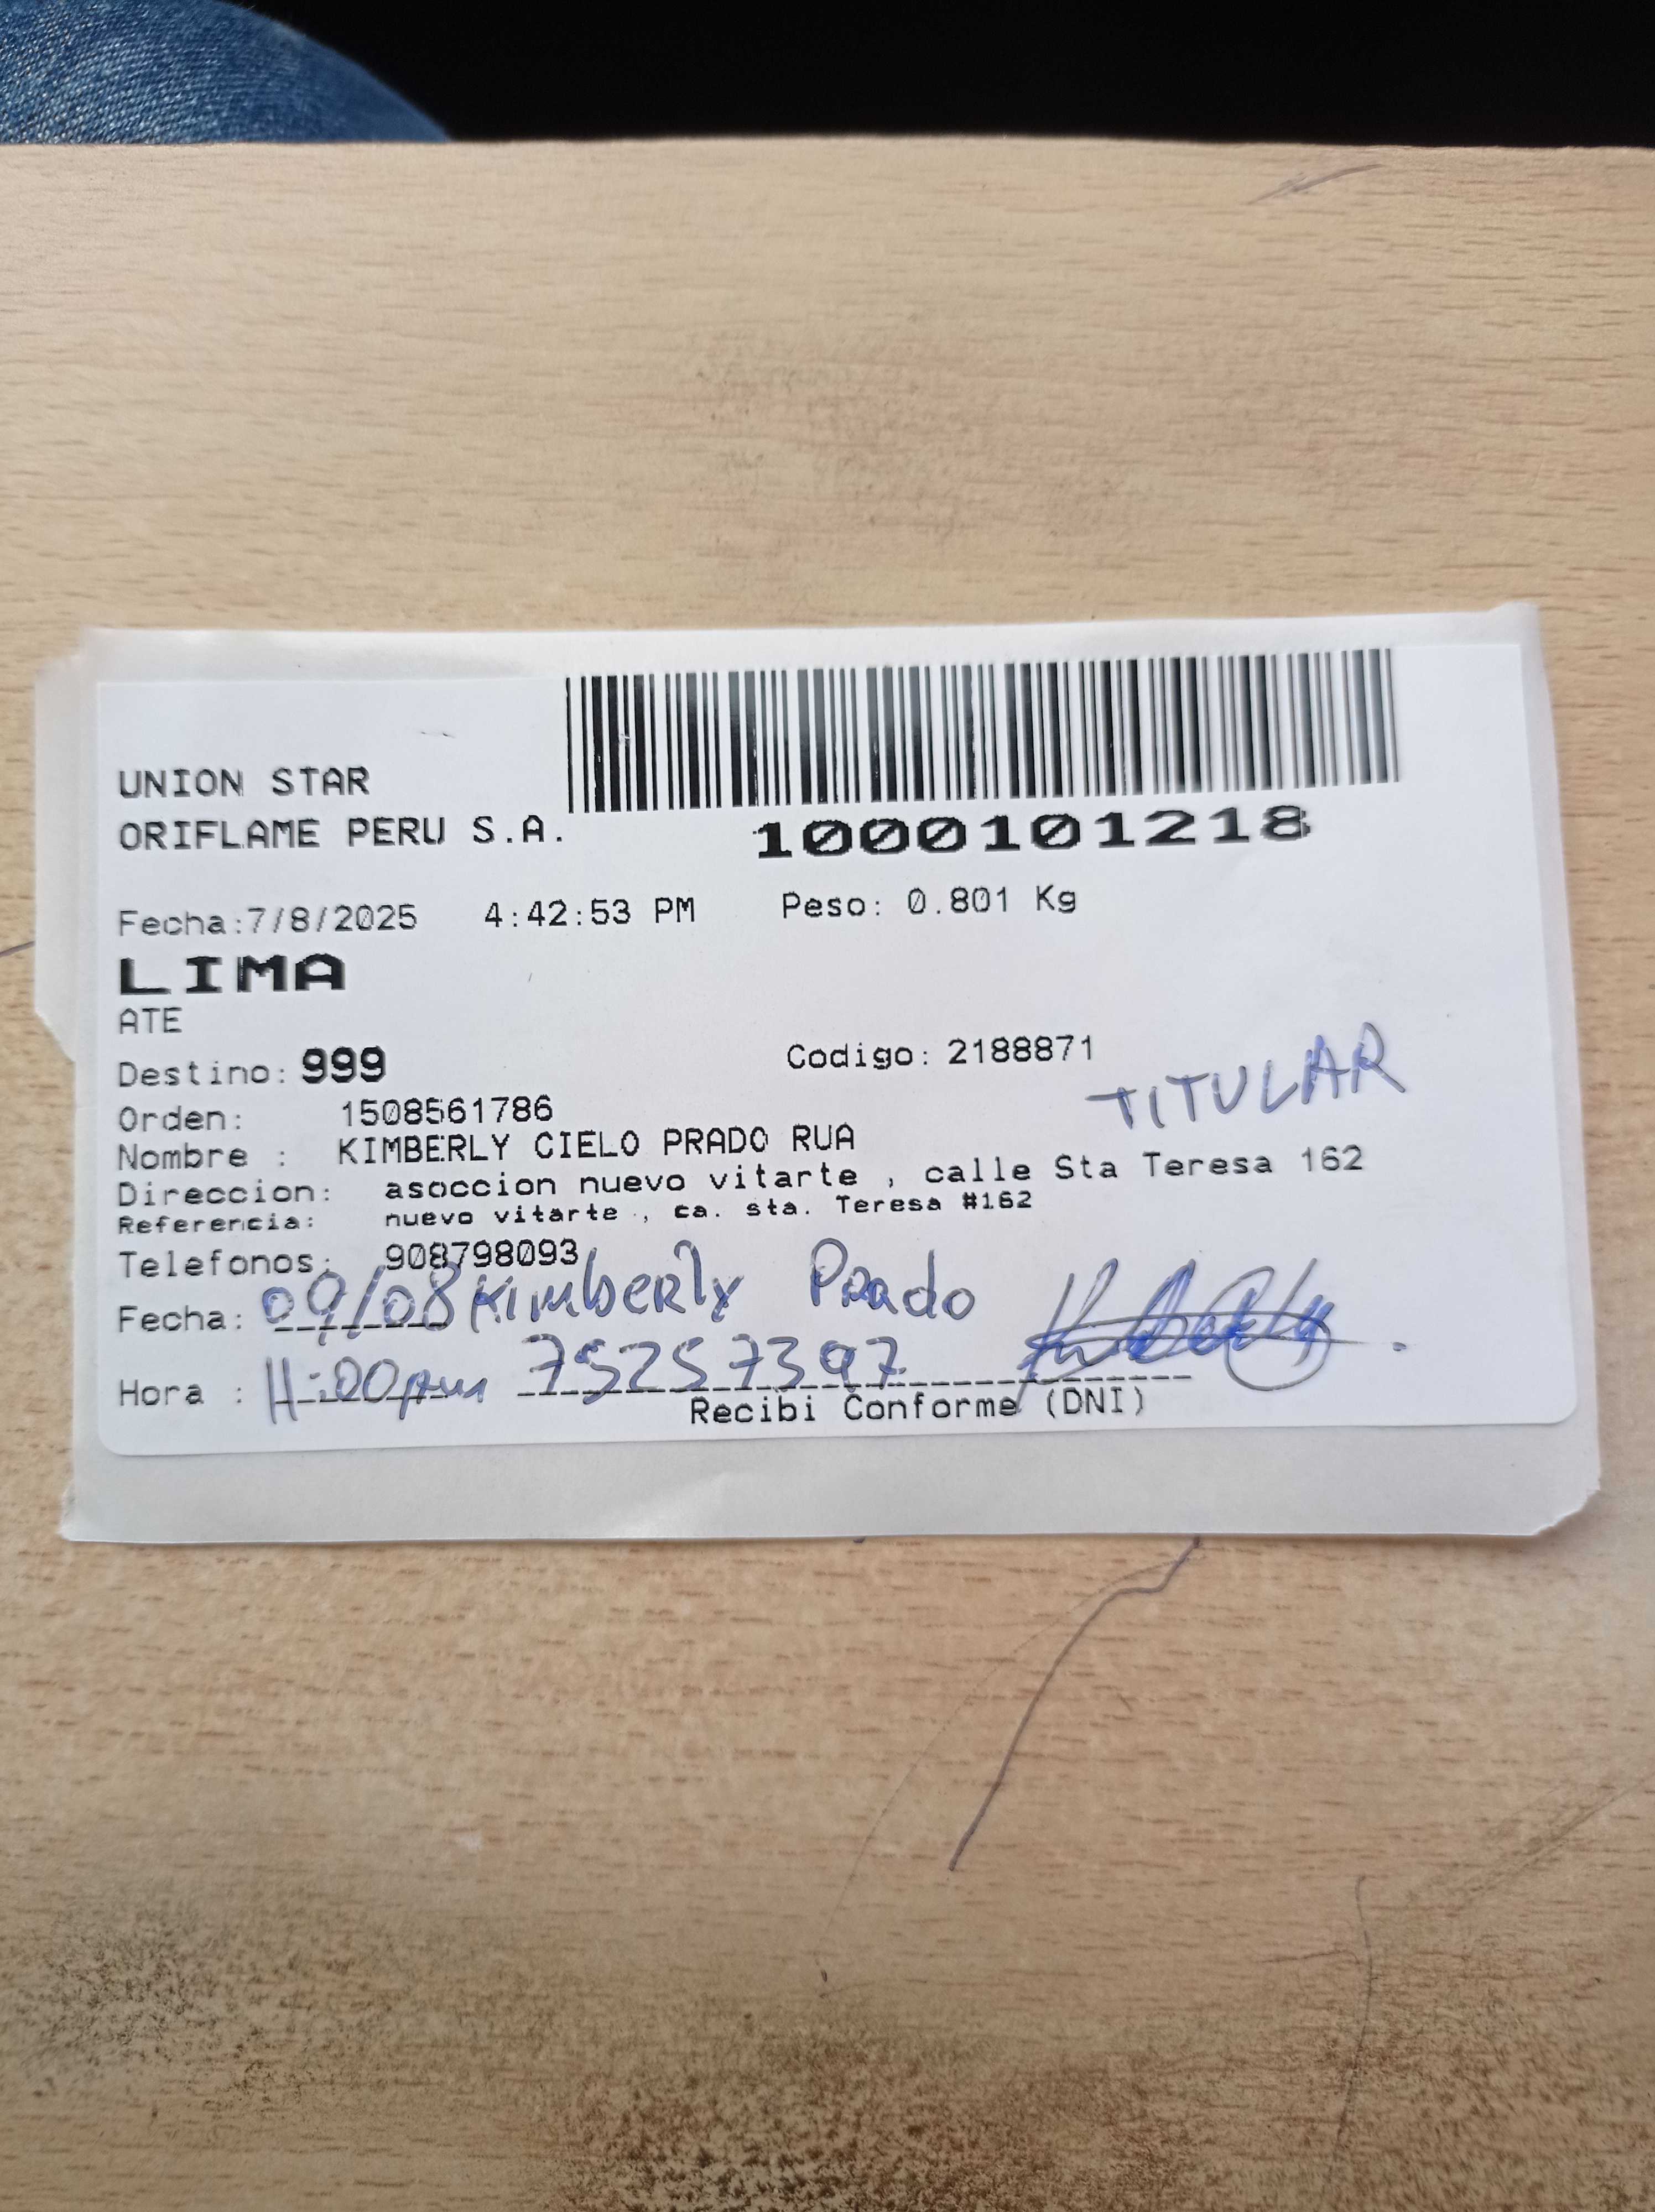 UNION STAR
ORIFLAME PERU S.A.
1000101218
Fecha:7/8/2025 4:42:53 PM Peso: 0.801 Kg
LIMA
ATE
Destino: 999 Codigo: 2188871
TITULAR
Orden: 1508561786
Nombre : KIMBERLY CIELO PRADO RUA
Direccion: asoccion nuevo vitarte , calle Sta Teresa 162
Referencia: nuevo vitarte , ca. sta. Teresa #162
Telefonos: 908798093
Fecha: 09/08 Kimberly Prado
Hora : 11:00am 75257397
Recibi Conforme (DNI)